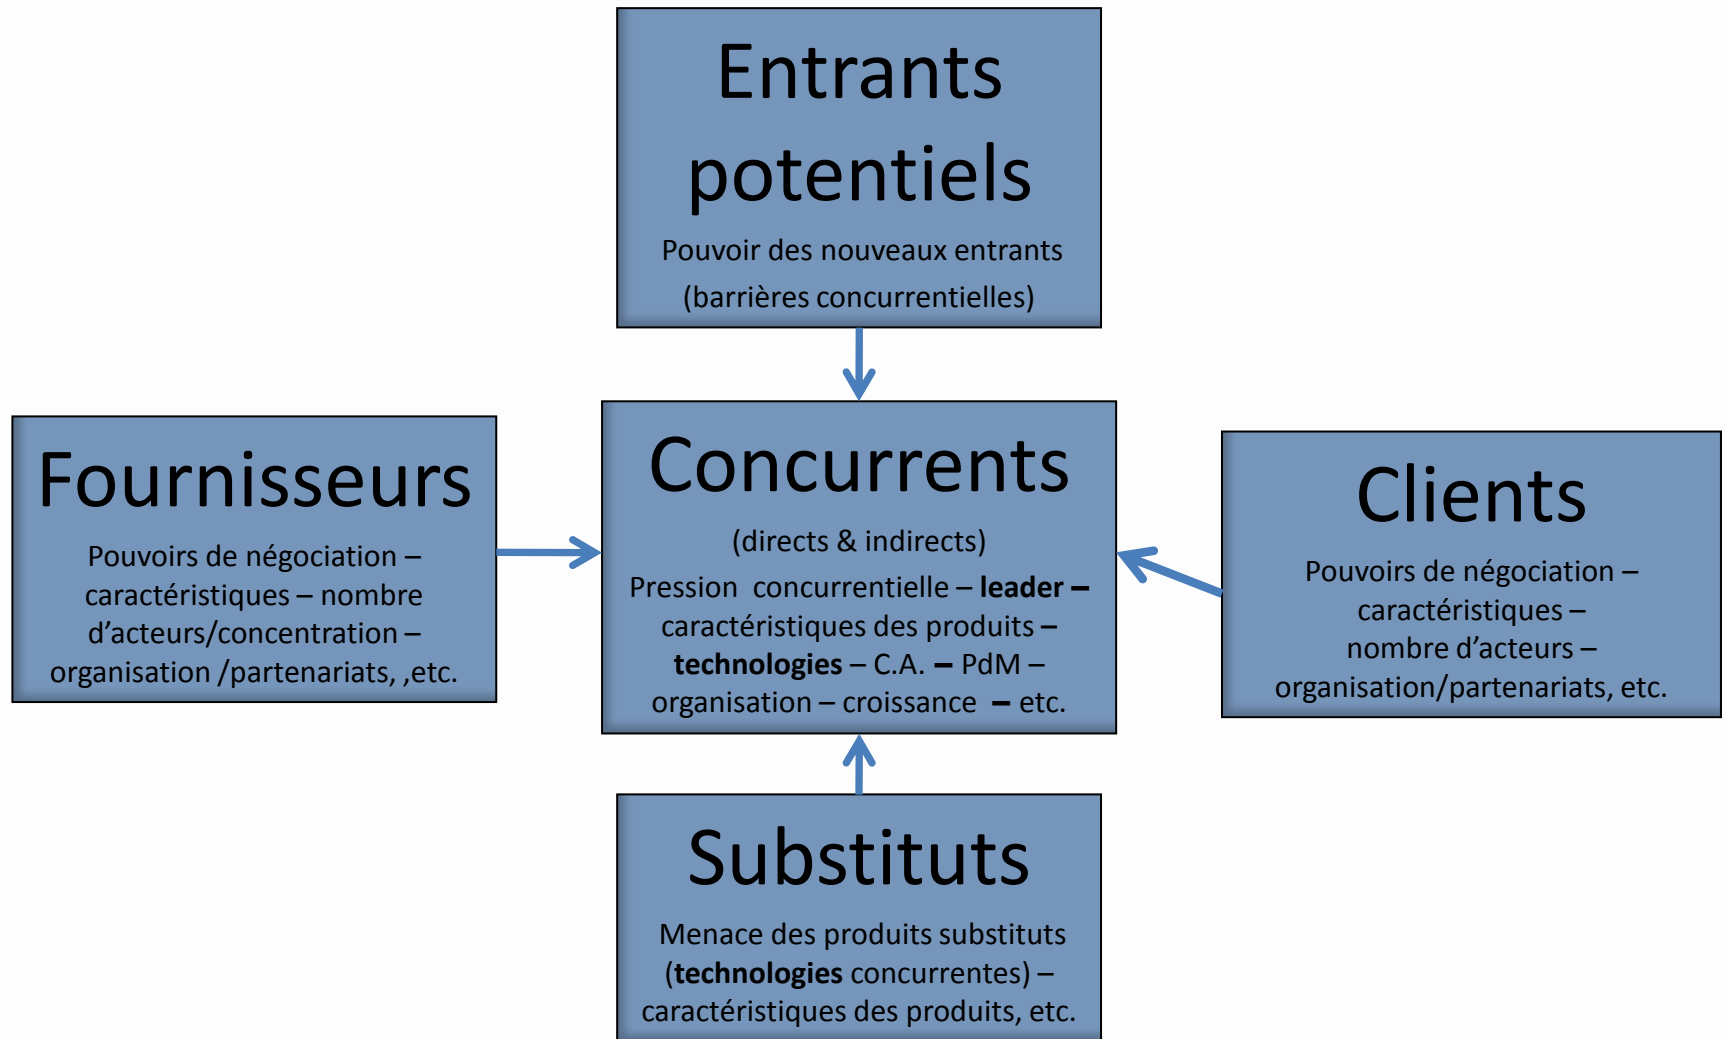 Entrants
potentiels
Pouvoir des nouveaux entrants
(barrières concurrentielles)
Fournisseurs
Pouvoirs de négociation –
caractéristiques – nombre
d’acteurs/concentration –
organisation /partenariats, ,etc.
Concurrents
(directs & indirects)
Pression  concurrentielle – leader –
caractéristiques des produits –
technologies – C.A. – PdM –
organisation – croissance  – etc.
Clients
Pouvoirs de négociation –
caractéristiques –
nombre d’acteurs –
organisation/partenariats, etc.
Substituts
Menace des produits substituts
(technologies concurrentes) –
caractéristiques des produits, etc.